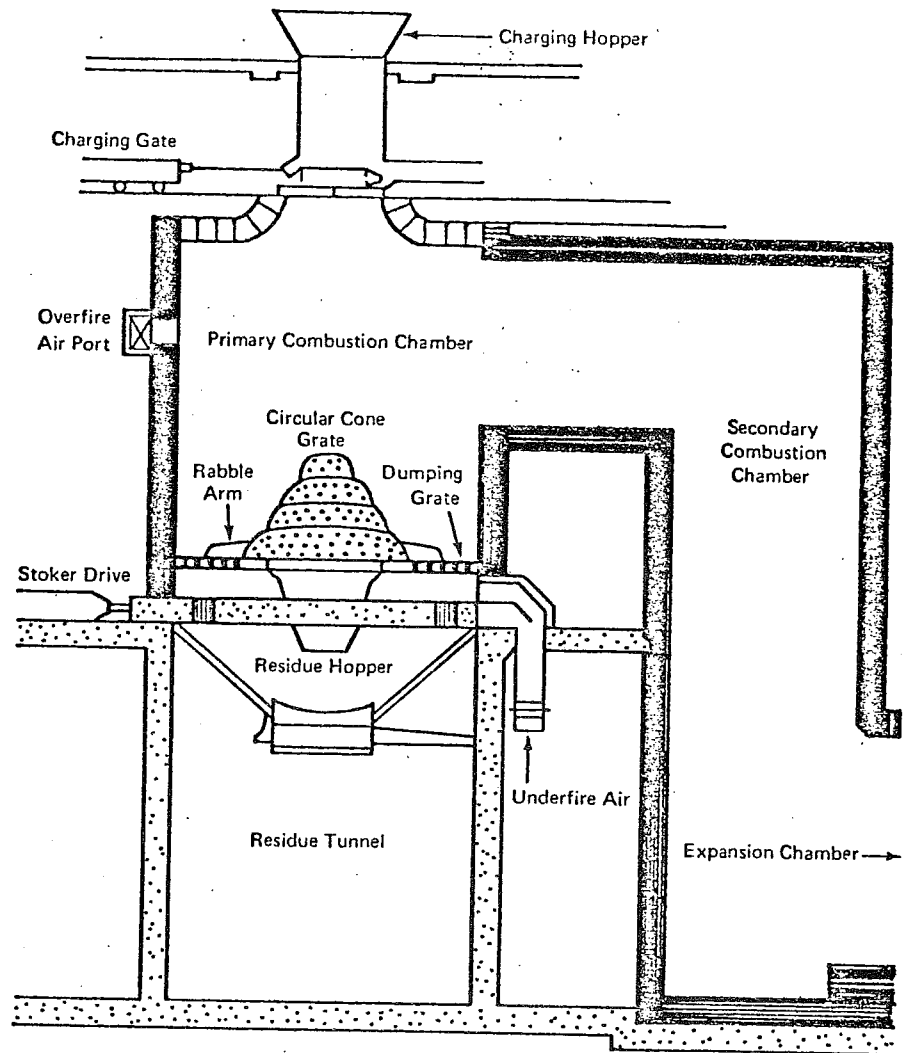 Charging Hopper
Charging Gate
Overfire
Air Port
Primary Combustion Chamber
Circular Cone
Grate
Secondary
Combustion
Chamber
Rabble
Arm
Dumping
Grate
Stoker Drive
Residue Hopper
Underfire Air
Residue Tunnel
Expansion Chamber